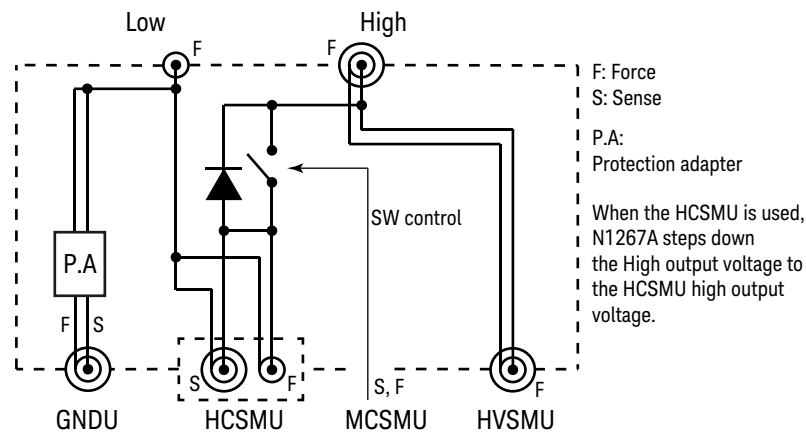 Low
High
F
F
F: Force
S: Sense
P.A:
Protection adapter
When the HCSMU is used,
N1267A steps down
the High output voltage to
the HCSMU high output
voltage.
SW control
P.A
F
S
S
F
S, F
F
GNDU
HCSMU
MCSMU
HVSMU